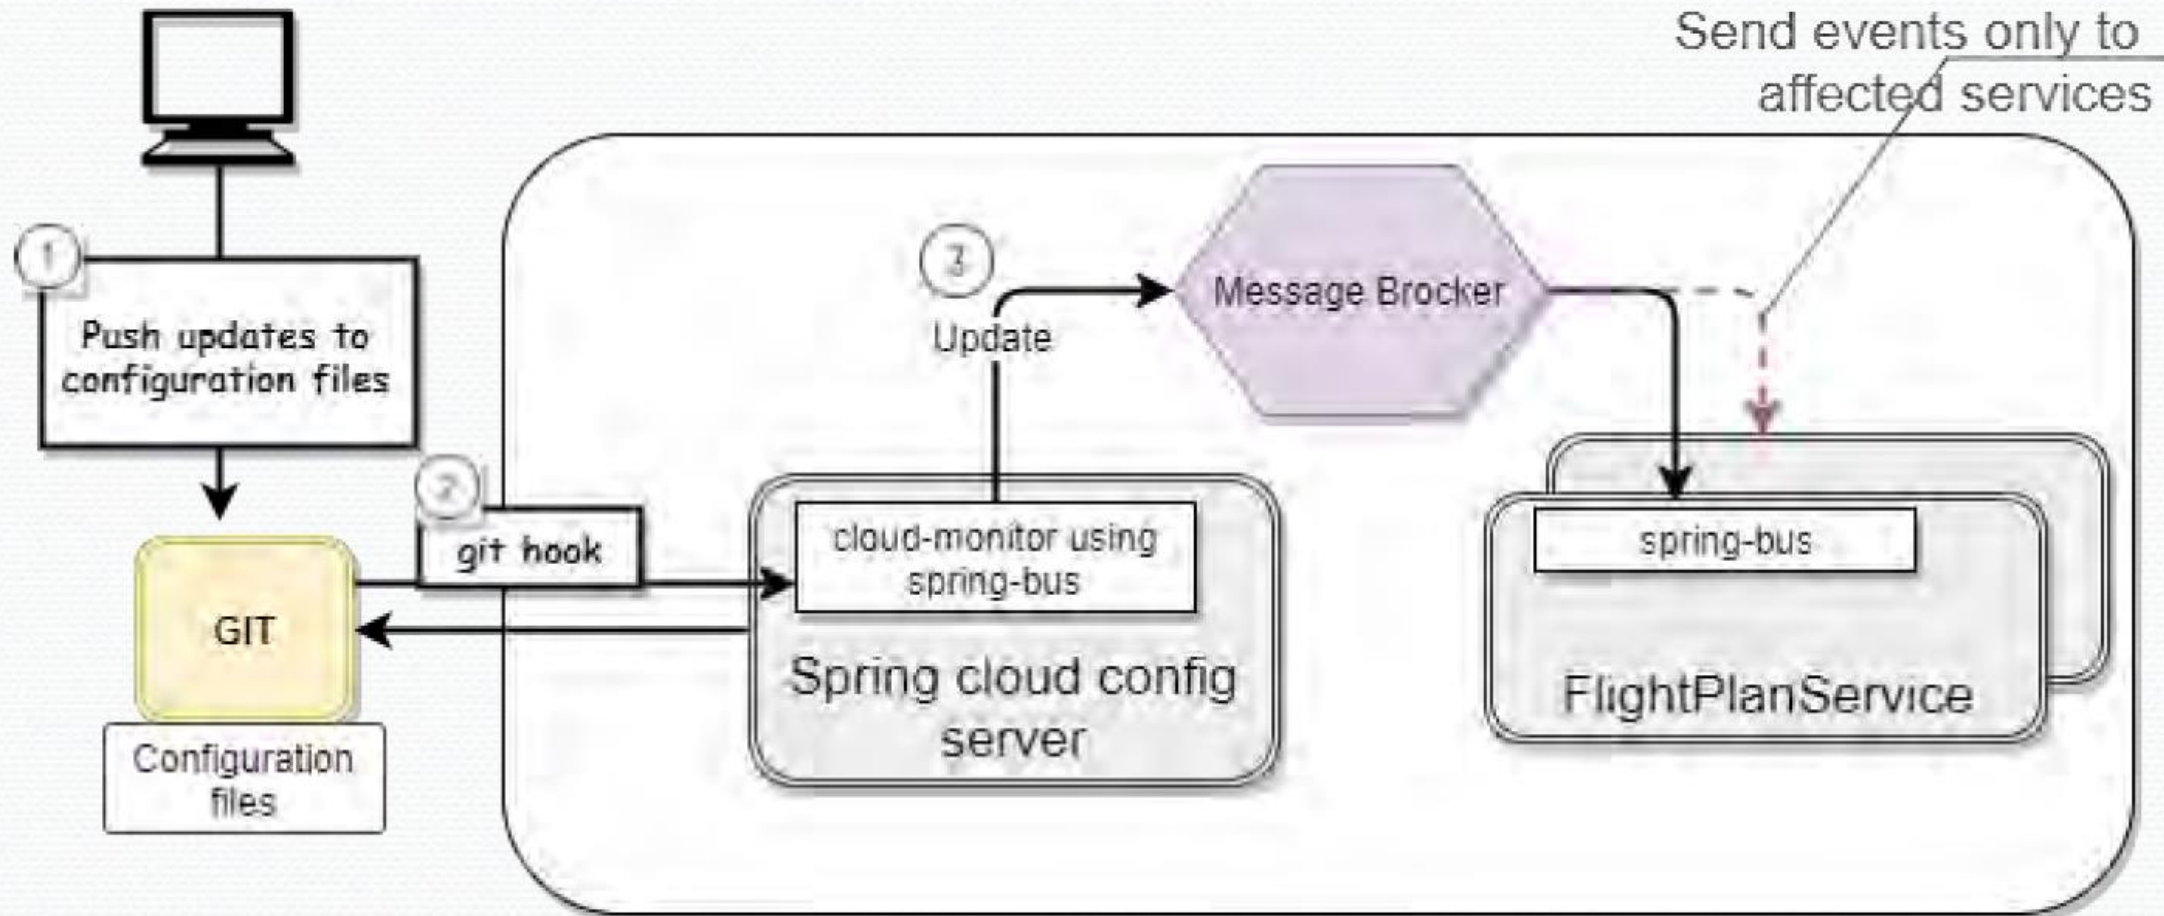 Send events only to
affected services
1
Push updates to
configuration files
2
git hook
3
Update
Message Brocker
cloud-monitor using
spring-bus
Spring cloud config
server
spring-bus
FlightPlanService
GIT
Configuration
files